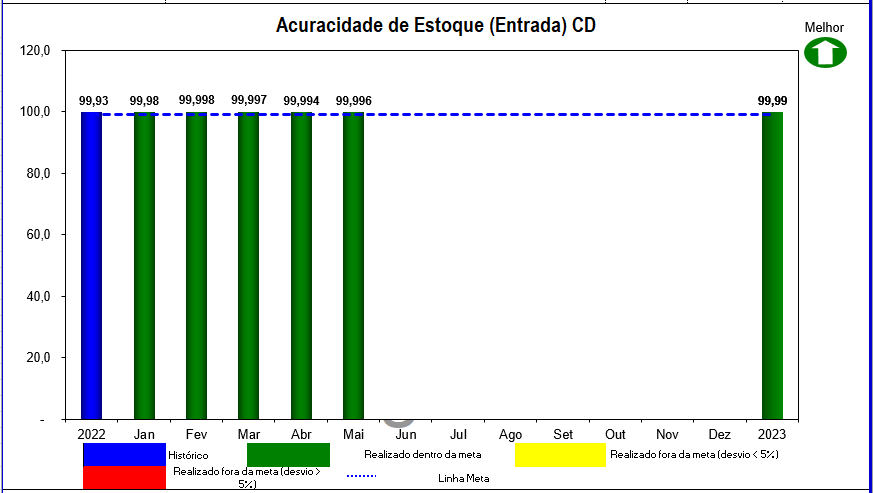 Acuracidade de Estoque (Entrada) CD
Melhor
120,0
99,93 99,98 99,998 99,997 99,994 99,996 99,99
100,0
80,0
60,0
40,0
20,0
-
2022 Jan Fev Mar Abr Mai Jun Jul Ago Set Out Nov Dez 2023
Histórico Realizado dentro da meta Realizado fora da meta (desvio < 5%)
Realizado fora da meta (desvio >
5%)
Linha Meta